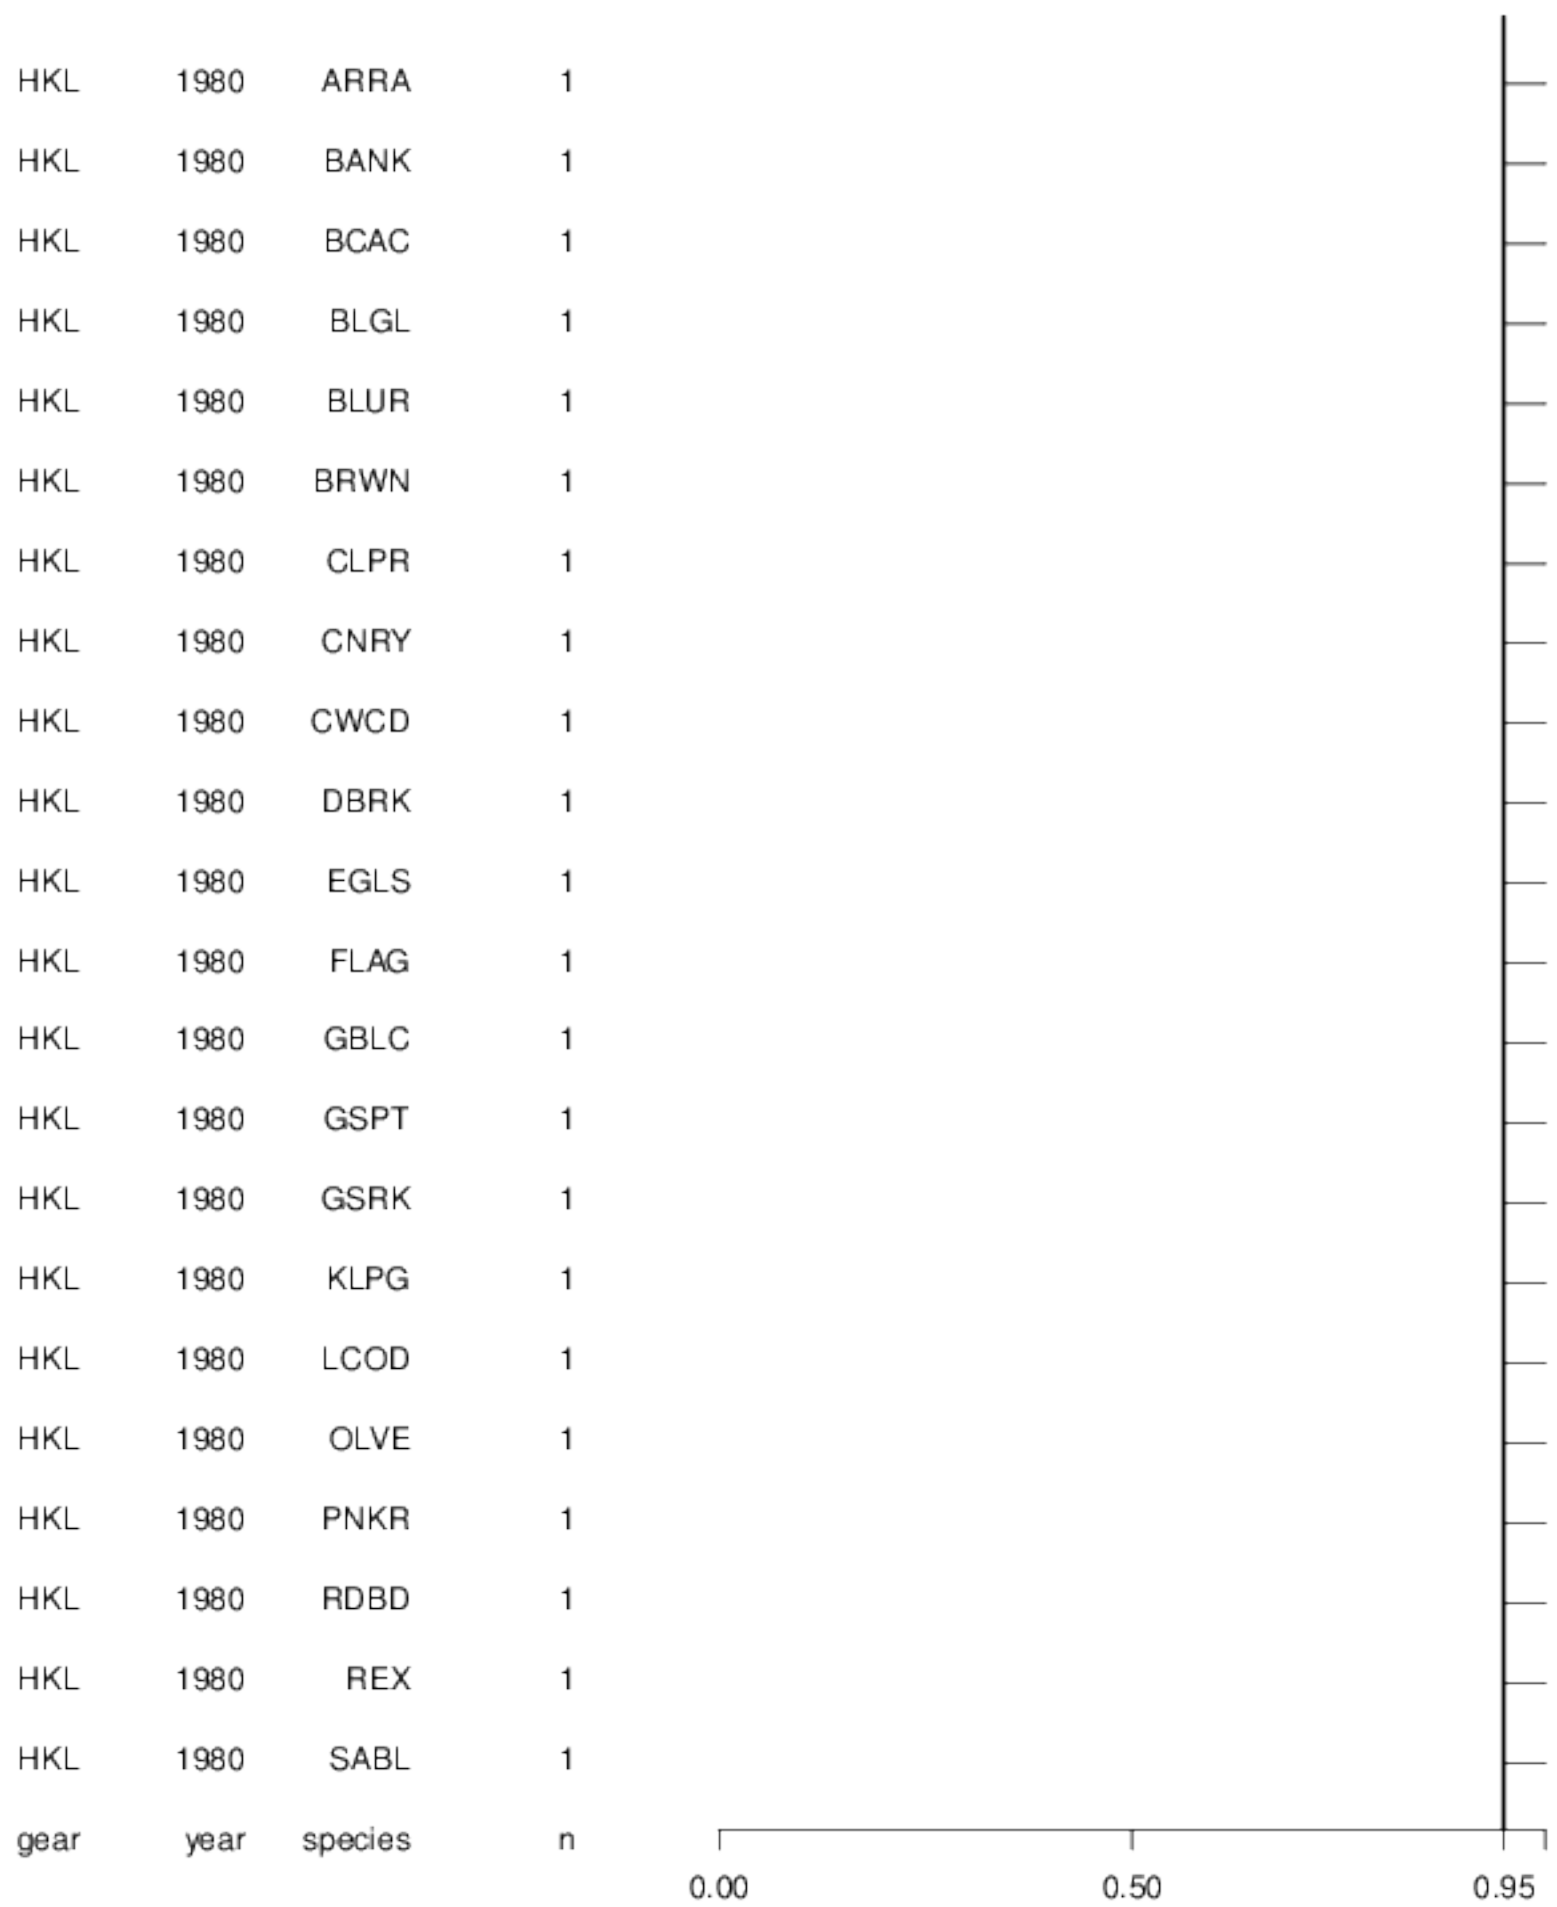 HKL 1980 ARRA 1
HKL 1980 BANK 1
HKL 1980 BCAC 1
HKL 1980 BLGL 1
HKL 1980 BLUR 1
HKL 1980 BRWN 1
HKL 1980 CLPR 1
HKL 1980 CNRY 1
HKL 1980 CWCD 1
HKL 1980 DBRK 1
HKL 1980 EGLS 1
HKL 1980 FLAG 1
HKL 1980 GBLC 1
HKL 1980 GSPT 1
HKL 1980 GSRK 1
HKL 1980 KLPG 1
HKL 1980 LCOD 1
HKL 1980 OLVE 1
HKL 1980 PNKR 1
HKL 1980 RDBD 1
HKL 1980 REX 1
HKL 1980 SABL 1
gear year species n
0.00 0.50 0.95